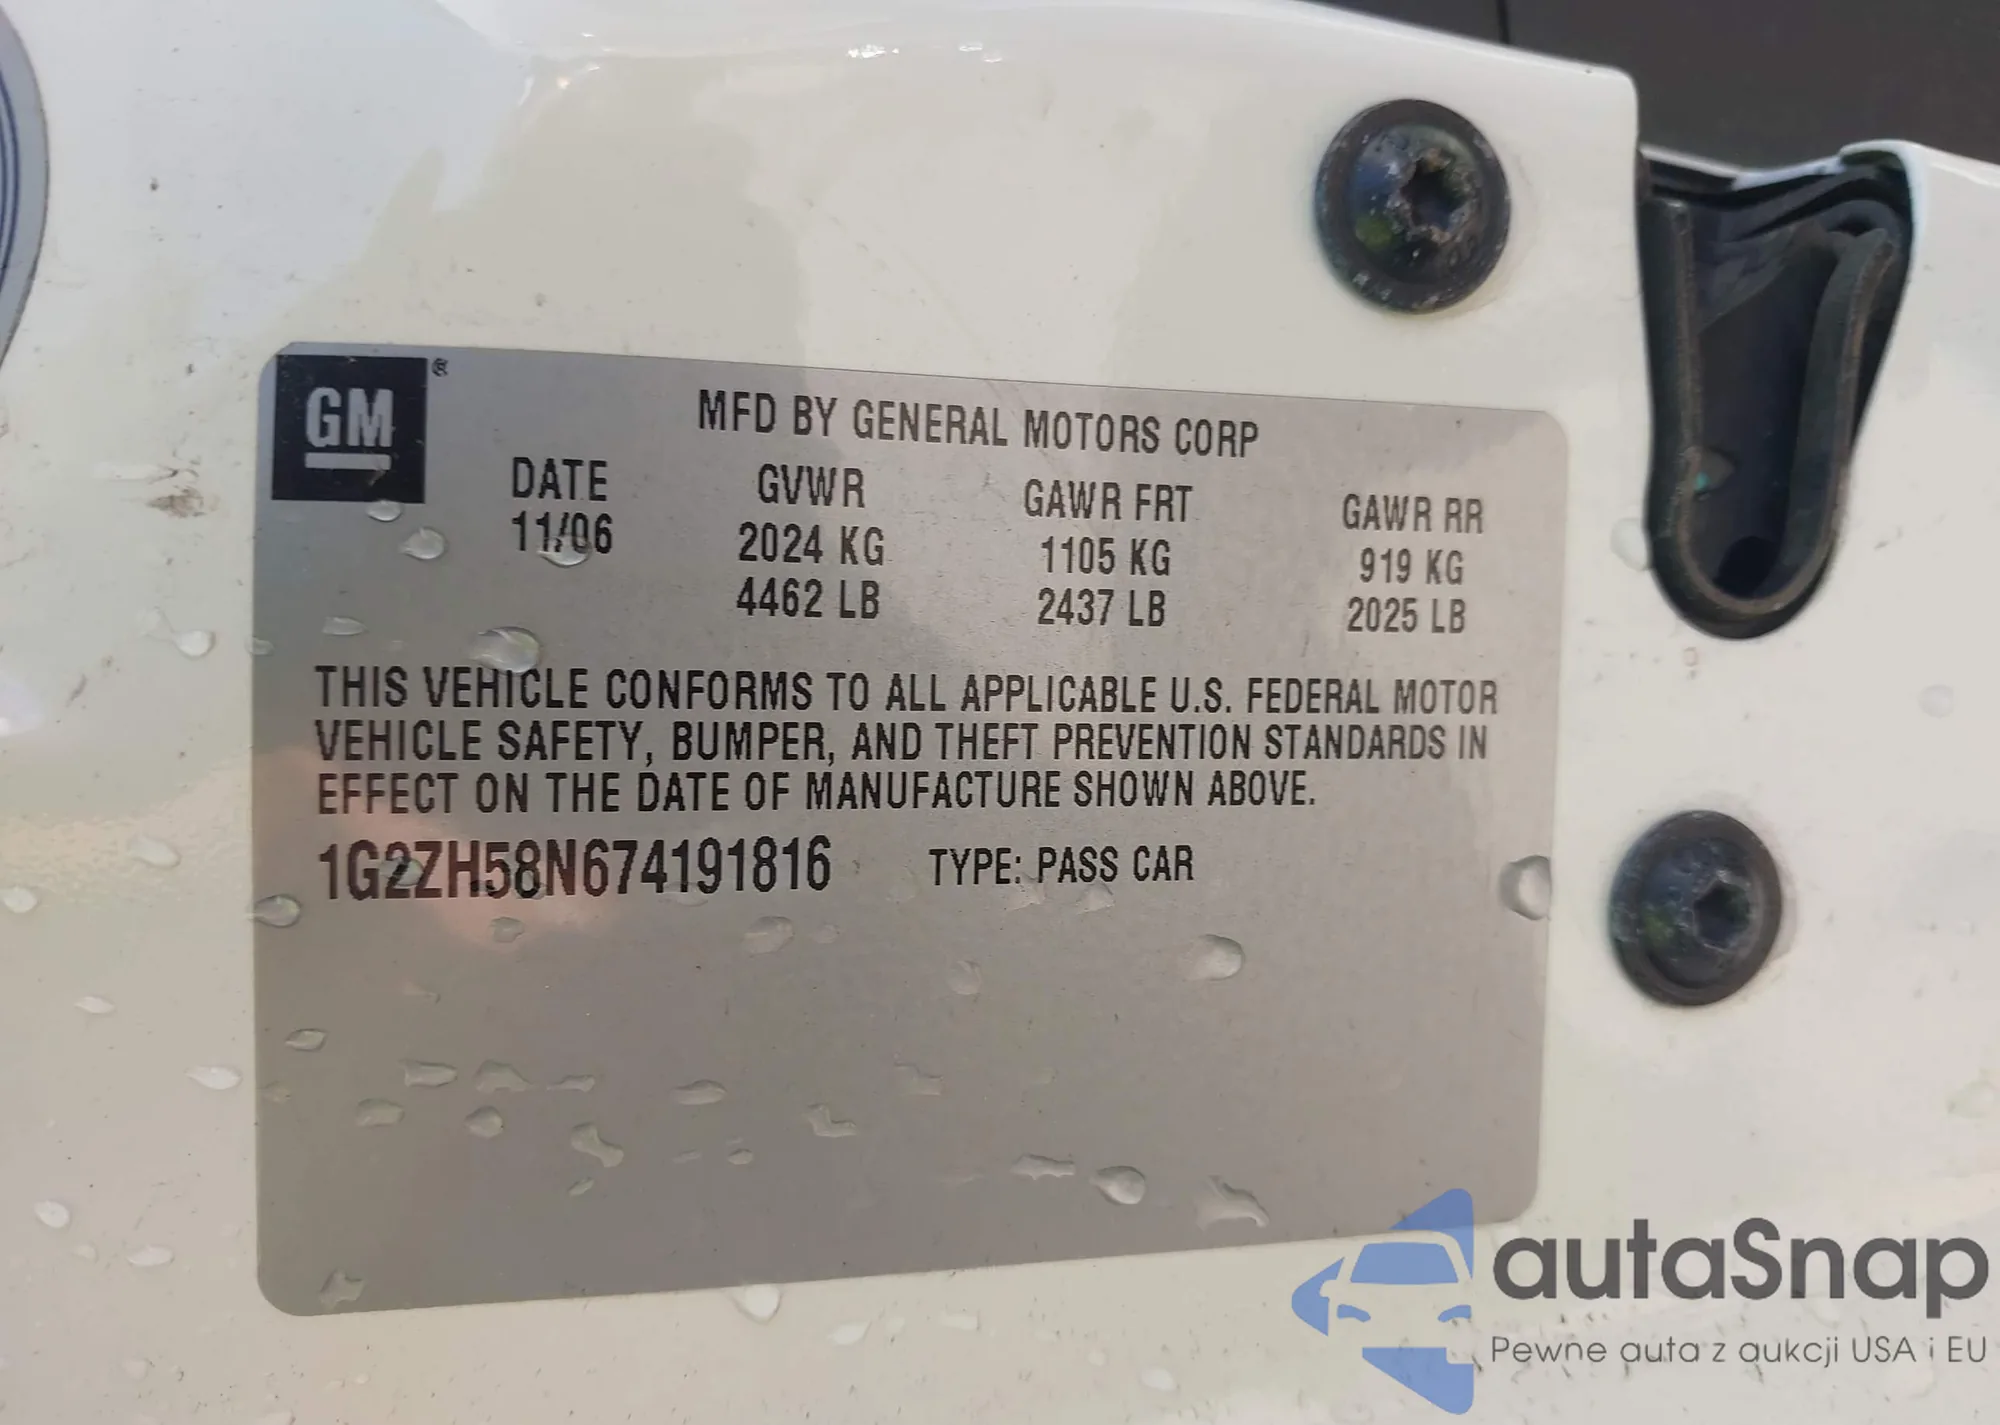 GM ®
MFD BY GENERAL MOTORS CORP
DATE GVWR GAWR FRT GAWR RR
11/06 2024 KG 1105 KG 919 KG
4462 LB 2437 LB 2025 LB
THIS VEHICLE CONFORMS TO ALL APPLICABLE U.S. FEDERAL MOTOR
VEHICLE SAFETY, BUMPER, AND THEFT PREVENTION STANDARDS IN
EFFECT ON THE DATE OF MANUFACTURE SHOWN ABOVE.
1G2ZH58N674191816 TYPE: PASS CAR
autaSnap
Pewne auta z aukcji USA i EU